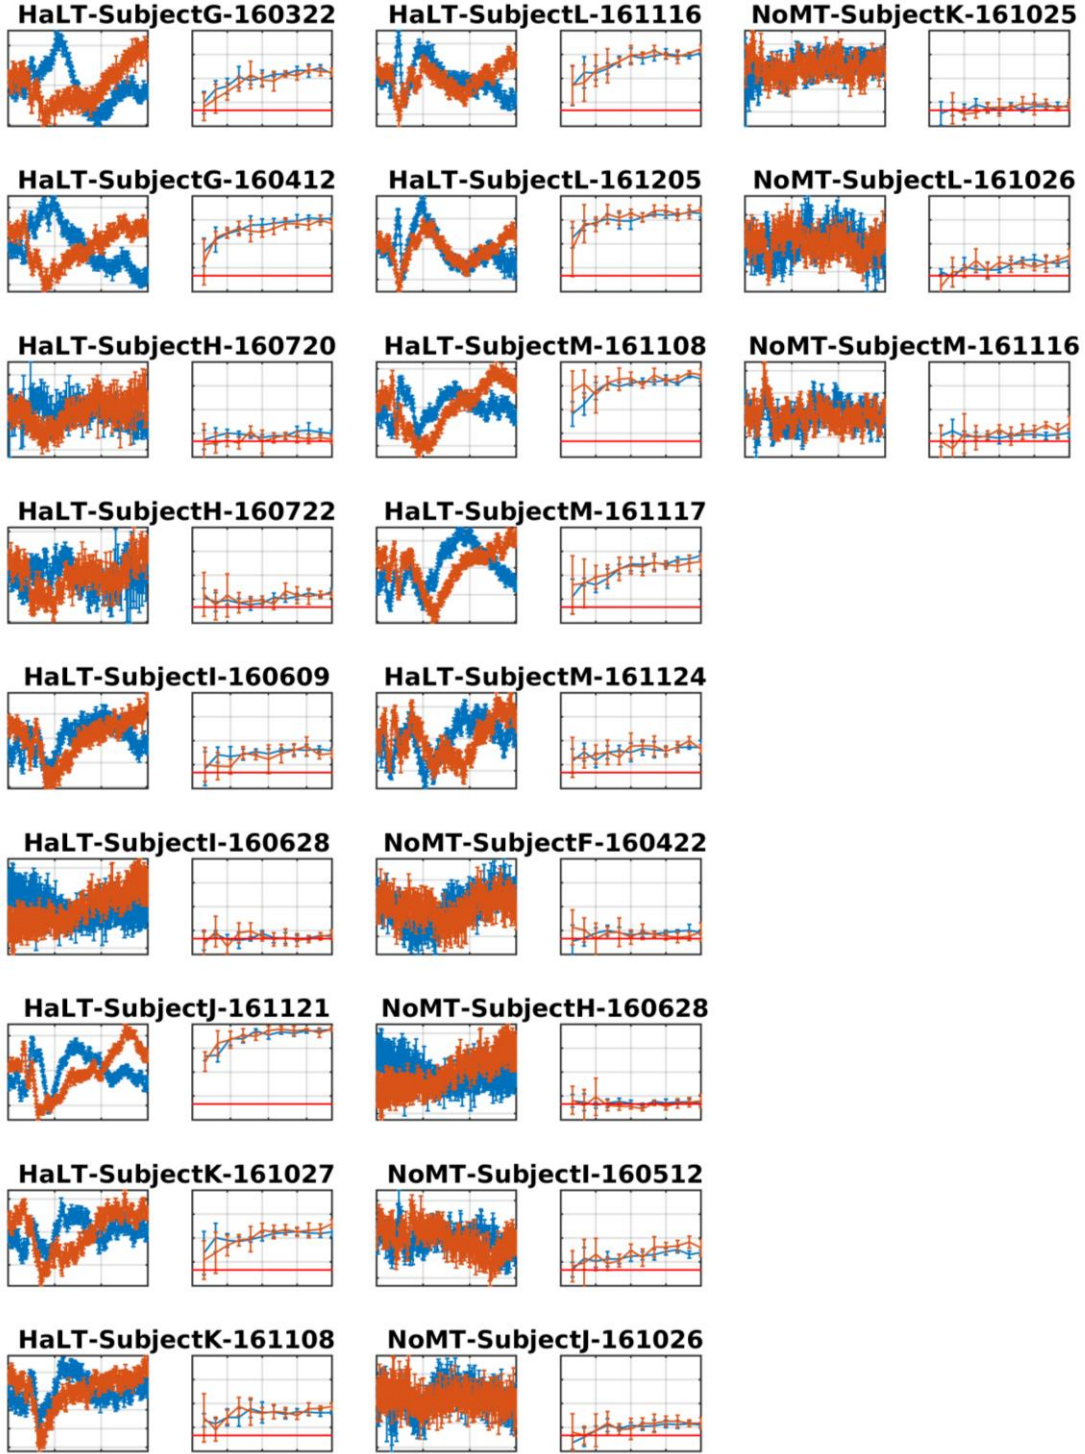 HaLT-SubjectG-160322
HaLT-SubjectL-161116
NoMT-SubjectK-161025
HaLT-SubjectG-160412
HaLT-SubjectL-161205
NoMT-SubjectL-161026
HaLT-SubjectH-160720
HaLT-SubjectM-161108
NoMT-SubjectM-161116
HaLT-SubjectH-160722
HaLT-SubjectM-161117
HaLT-SubjectI-160609
HaLT-SubjectM-161124
HaLT-SubjectI-160628
NoMT-SubjectF-160422
HaLT-SubjectJ-161121
NoMT-SubjectH-160628
HaLT-SubjectK-161027
NoMT-SubjectI-160512
HaLT-SubjectK-161108
NoMT-SubjectJ-161026